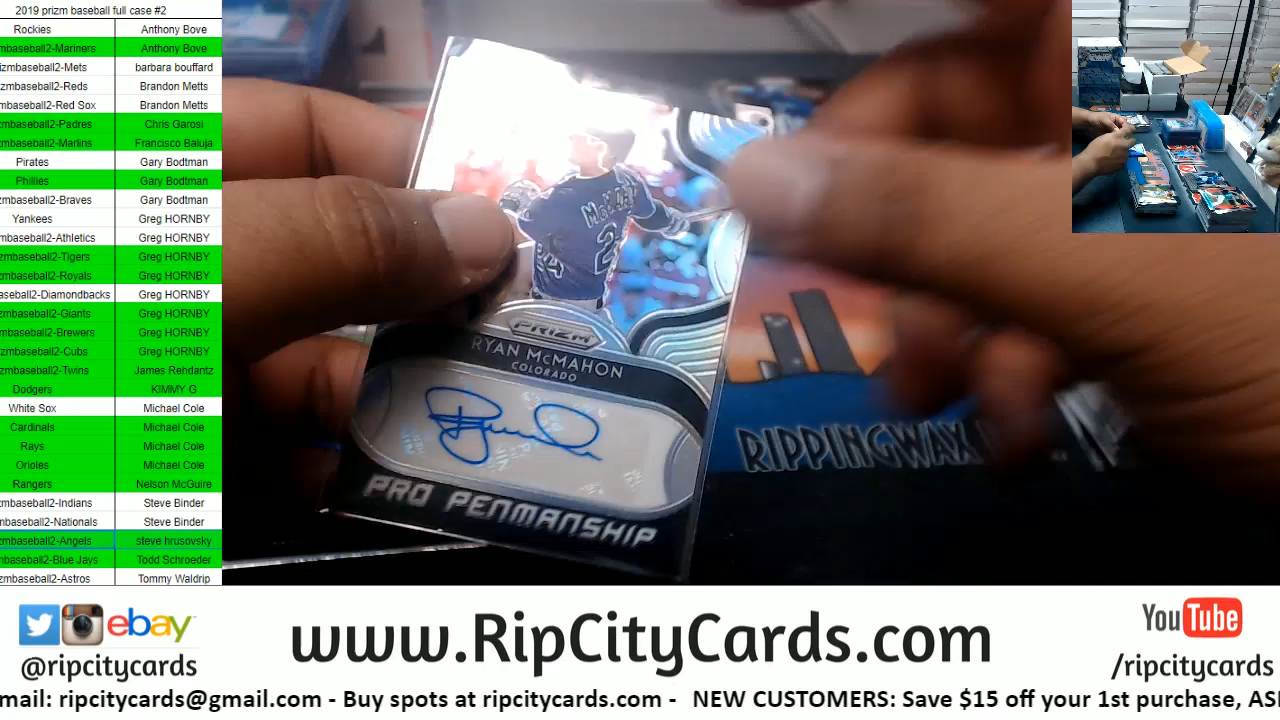 2019 prizm baseball full case #2
Rockies Anthony Bove
mbaseball2-Mariners Anthony Bove
izmbaseball2-Mets barbara bouffard
zmbaseball2-Reds Brandon Metts
mbaseball2-Red Sox Brandon Metts
zmbaseball2-Padres Chris Garosi
zmbaseball2-Marlins Francisco Baluja
Pirates Gary Bodtman
Phillies Gary Bodtman
zmbaseball2-Braves Gary Bodtman
Yankees Greg HORNBY
mbaseball2-Athletics Greg HORNBY
zmbaseball2-Tigers Greg HORNBY
zmbaseball2-Royals Greg HORNBY
aseball2-Diamondbacks Greg HORNBY
zmbaseball2-Giants Greg HORNBY
zmbaseball2-Brewers Greg HORNBY
izmbaseball2-Cubs Greg HORNBY
zmbaseball2-Twins James Rehdantz
Dodgers KIMMY G
White Sox Michael Cole
Cardinals Michael Cole
Rays Michael Cole
Orioles Michael Cole
Rangers Nelson McGuire
zmbaseball2-Indians Steve Binder
mbaseball2-Nationals Steve Binder
zmbaseball2-Angels steve hrusovsky
mbaseball2-Blue Jays Todd Schroeder
zmbaseball2-Astros Tommy Waldrip
PRIZM
RYAN McMAHON
COLORADO
PRO PENMANSHIP
RIPPINGWAX
ebay
@ripcitycards
www.RipCityCards.com
YouTube
/ripcitycards
mail: ripcitycards@gmail.com - Buy spots at ripcitycards.com - NEW CUSTOMERS: Save $15 off your 1st purchase, AS